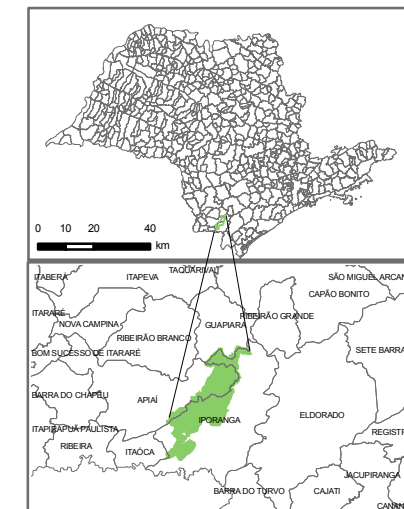 0 10 20 40
km
TAQUARIVAÍ
ITABERÁ
ITAPEVA
SÃO MIGUEL ARCAN
CAPÃO BONITO
ITARARÉ
NOVA CAMPINA
GUAPIARA
RIBEIRÃO GRANDE
RIBEIRÃO BRANCO
BOM SUCESSO DE ITARARÉ
SETE BARRA
BARRA DO CHAPÉU
APIAÍ
ELDORADO
IPORANGA
ITAPIRAPUÃ PAULISTA
REGISTR
RIBEIRA
ITAÓCA
JACUPIRANGA
BARRA DO TURVO
CAJATI
CANAN